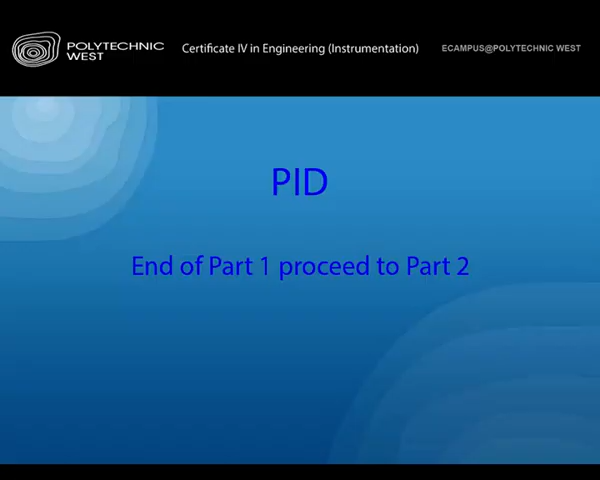 POLYTECHNIC
WEST
Certificate IV in Engineering (Instrumentation)
ECAMPUS@POLYTECHNIC WEST
PID
End of Part 1 proceed to Part 2